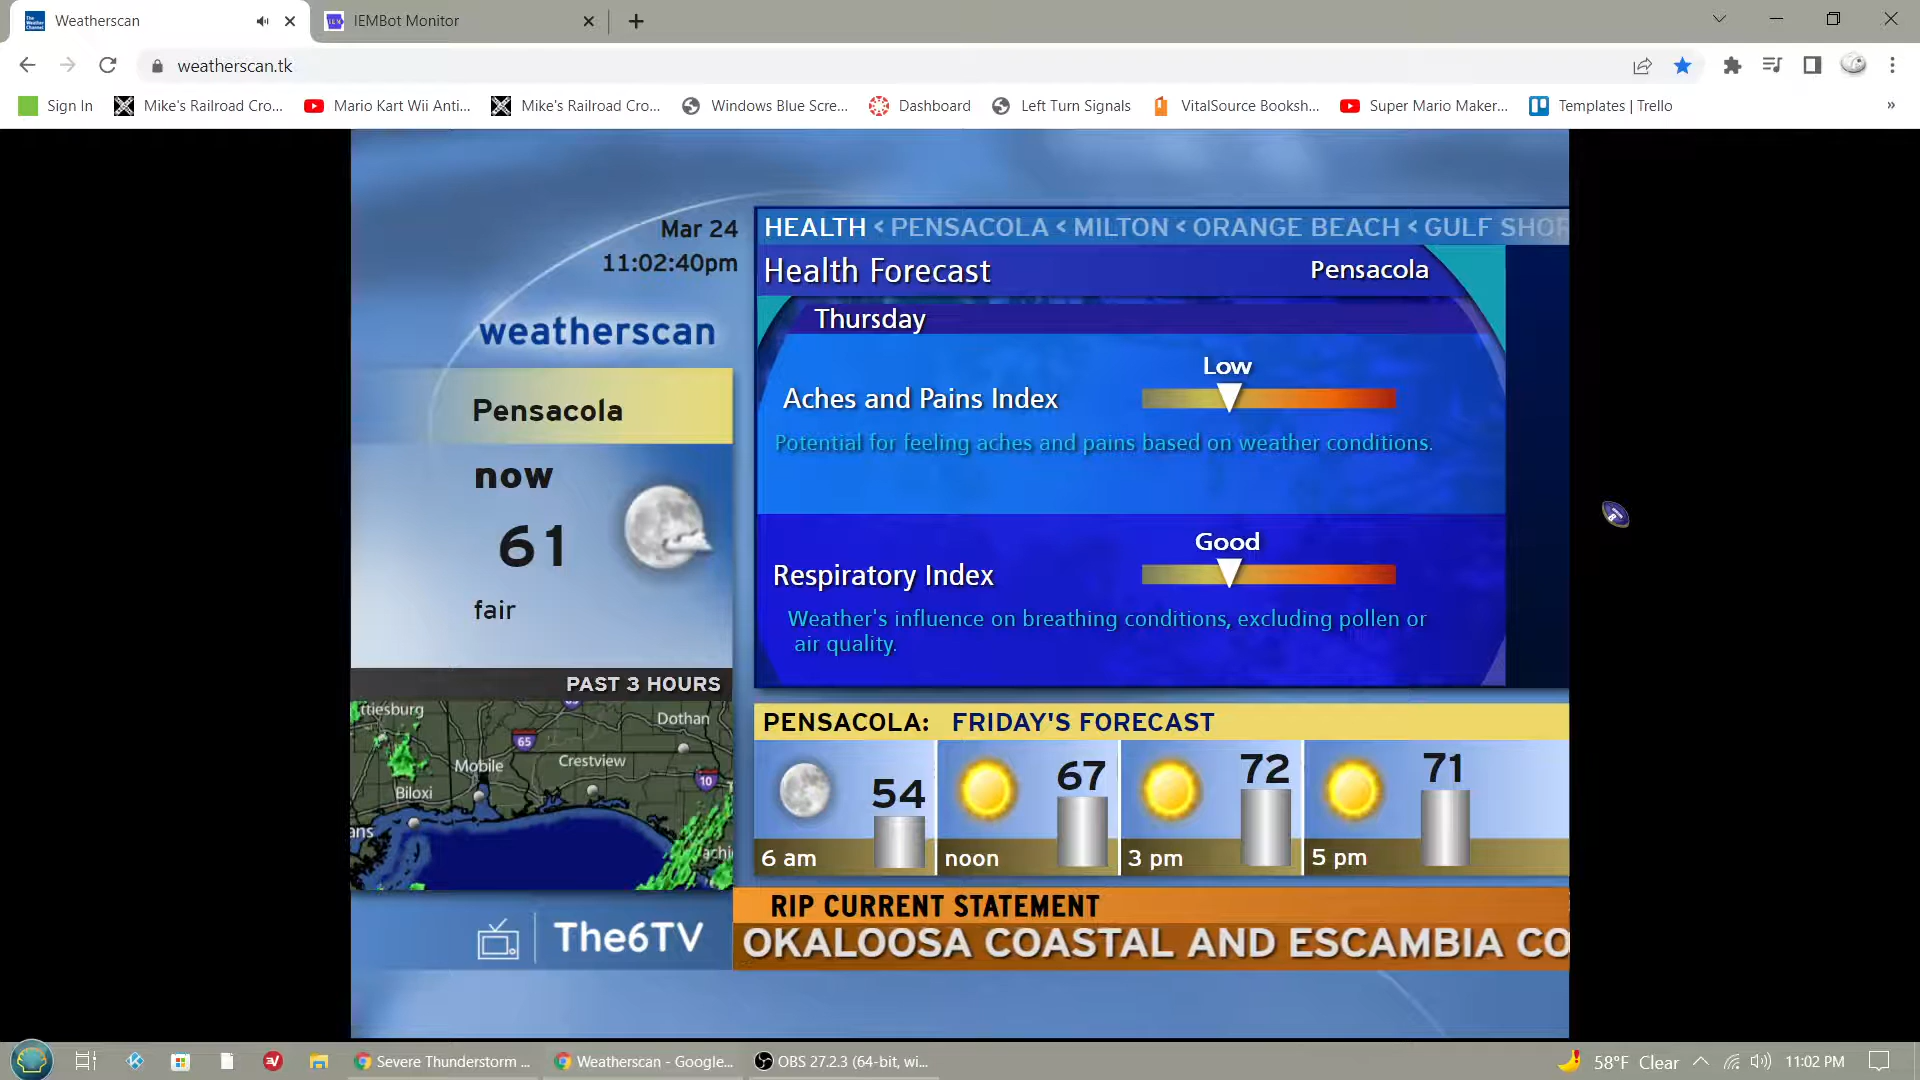 Weatherscan
IEMBot Monitor
weatherscan.tk
Sign In
Mike's Railroad Cro...
Mario Kart Wii Anti...
Mike's Railroad Cro...
Windows Blue Scre...
Dashboard
Left Turn Signals
VitalSource Booksh...
Super Mario Maker...
Templates | Trello
»
Mar 24
11:02:40pm
weatherscan
Pensacola
now
61
fair
PAST 3 HOURS
ttiesburg
Dothan
65
Mobile
Crestview
10
Biloxi
ans
achi
The6TV
HEALTH < PENSACOLA < MILTON < ORANGE BEACH < GULF SHOR
Health Forecast
Pensacola
Thursday
Low
Aches and Pains Index
Potential for feeling aches and pains based on weather conditions.
Good
Respiratory Index
Weather's influence on breathing conditions, excluding pollen or
air quality.
PENSACOLA: FRIDAY'S FORECAST
54
67
72
71
6 am
noon
3 pm
5 pm
RIP CURRENT STATEMENT
OKALOOSA COASTAL AND ESCAMBIA CO
Severe Thunderstorm ...
Weatherscan - Google...
OBS 27.2.3 (64-bit, wi...
58°F Clear
11:02 PM